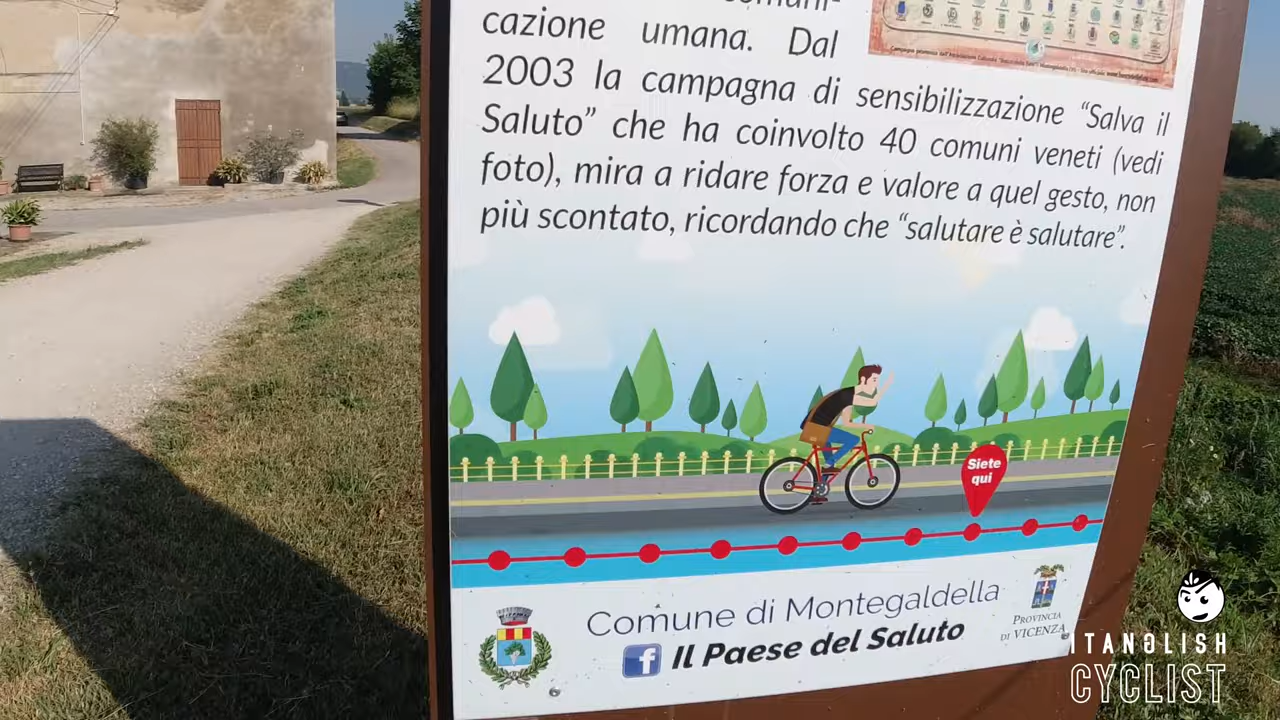 cazione umana. Dal
2003 la campagna di sensibilizzazione “Salva il
Saluto” che ha coinvolto 40 comuni veneti (vedi
foto), mira a ridare forza e valore a quel gesto, non
più scontato, ricordando che “salutare è salutare”.
Siete
qui
Comune di Montegaldella
Il Paese del Saluto
PROVINCIA
DI VICENZA
ITANGLISH
CYCLIST